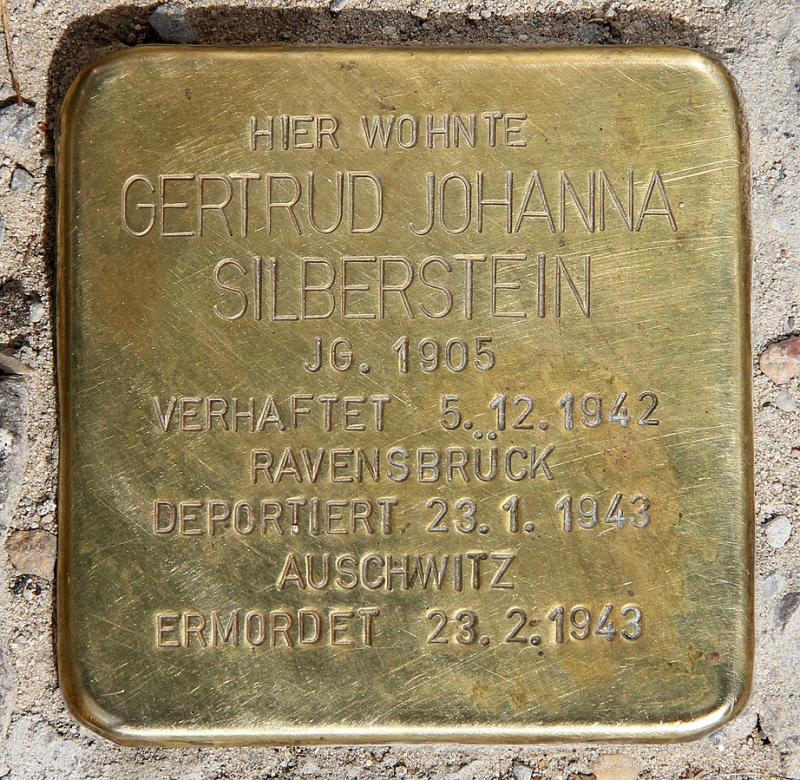 HIER WOHNTE
GERTRUD JOHANNA
SILBERSTEIN
JG. 1905
VERHAFTET 5.12.1942
RAVENSBRÜCK
DEPORTIERT 23.1.1943
AUSCHWITZ
ERMORDET 23.2.1943